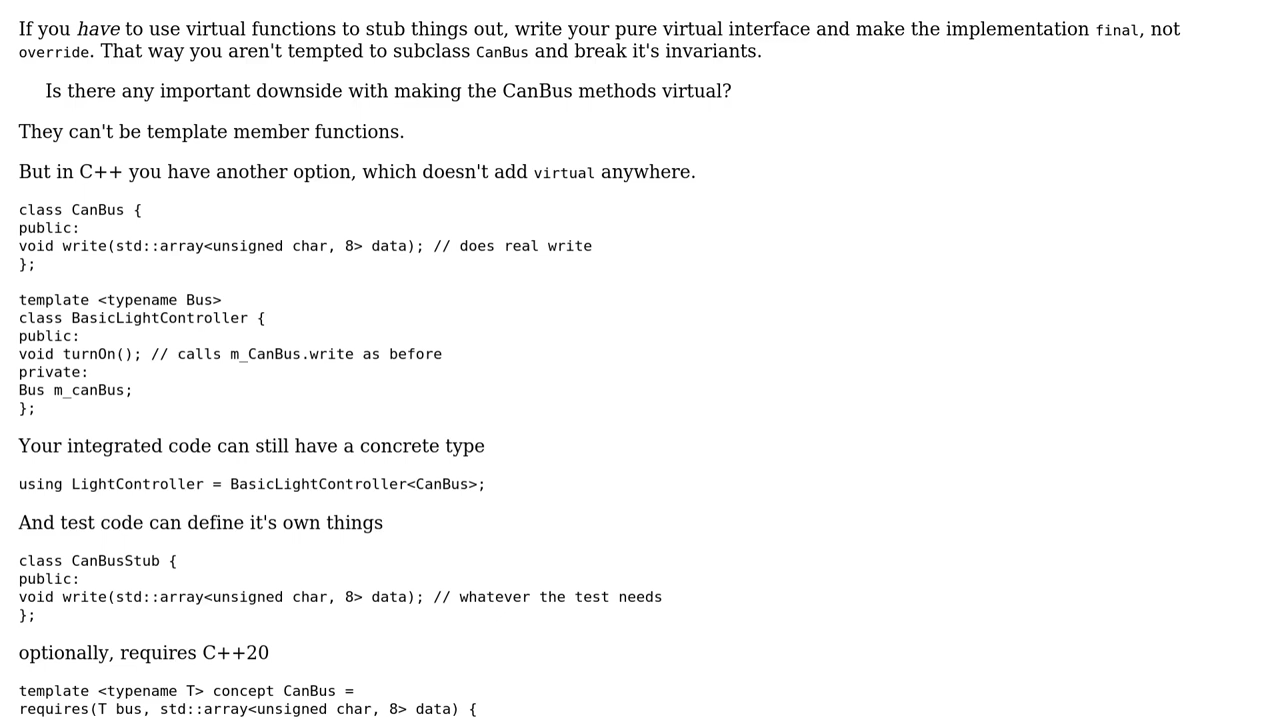 If you have to use virtual functions to stub things out, write your pure virtual interface and make the implementation final, not
override. That way you aren't tempted to subclass CanBus and break it's invariants.
Is there any important downside with making the CanBus methods virtual?
They can't be template member functions.
But in C++ you have another option, which doesn't add virtual anywhere.
class CanBus {
public:
void write(std::array<unsigned char, 8> data); // does real write
};
template <typename Bus>
class BasicLightController {
public:
void turnOn(); // calls m_CanBus.write as before
private:
Bus m_canBus;
};
Your integrated code can still have a concrete type
using LightController = BasicLightController<CanBus>;
And test code can define it's own things
class CanBusStub {
public:
void write(std::array<unsigned char, 8> data); // whatever the test needs
};
optionally, requires C++20
template <typename T> concept CanBus =
requires(T bus, std::array<unsigned char, 8> data) {